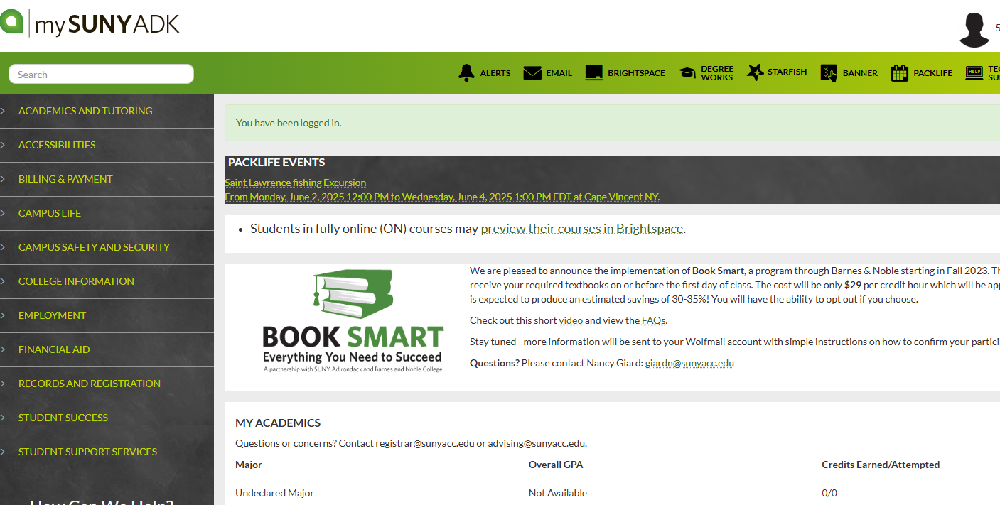 mySUNYADK
5
Search
ALERTS
EMAIL
BRIGHTSPACE
DEGREE
WORKS
STARFISH
HELP
BANNER
PACKLIFE
ACADEMICS AND TUTORING
ACCESSIBILITIES
BILLING & PAYMENT
CAMPUS LIFE
CAMPUS SAFETY AND SECURITY
COLLEGE INFORMATION
EMPLOYMENT
FINANCIAL AID
RECORDS AND REGISTRATION
STUDENT SUCCESS
STUDENT SUPPORT SERVICES
How Can We Help?
You have been logged in.
PACKLIFE EVENTS
Saint Lawrence fishing Excursion
From Monday, June 2, 2025 12:00 PM to Wednesday, June 4, 2025 1:00 PM EDT at Cape Vincent NY.
• Students in fully online (ON) courses may preview their courses in Brightspace.
BOOK SMART
Everything You Need to Succeed
A partnership with SUNY Adirondack and Barnes and Noble College
We are pleased to announce the implementation of Book Smart, a program through Barnes & Noble starting in Fall 2023.
receive your required textbooks on or before the first day of class. The cost will be only $29 per credit hour which will be
is expected to produce an estimated savings of 30-35%! You will have the ability to opt out if you choose.
Check out this short video and view the FAQs.
Stay tuned - more information will be sent to your Wolfmail account with simple instructions on how to confirm your
Questions? Please contact Nancy Giard: giardn@sunyacc.edu
MY ACADEMICS
Questions or concerns? Contact registrar@sunyacc.edu or advising@sunyacc.edu.
Major
Overall GPA
Credits Earned/Attempted
Undeclared Major
Not Available
0/0